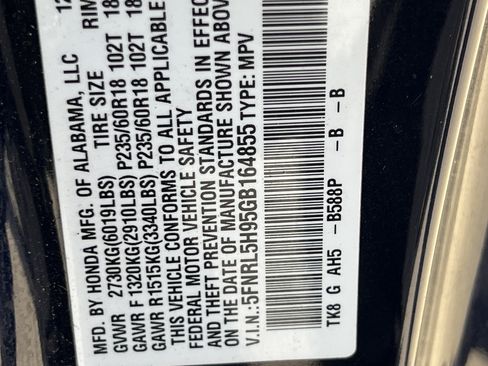 MFD. BY HONDA MFG. OF ALABAMA, LLC 12
GVWR 2730KG(6019LBS) TIRE SIZE RIM
GAWR F 1320KG(2910LBS) P235/60R18 102T 18
GAWR R 1515KG(3340LBS) P235/60R18 102T 18
THIS VEHICLE CONFORMS TO ALL APPLICABLE
FEDERAL MOTOR VEHICLE SAFETY
AND THEFT PREVENTION STANDARDS IN EFFEC
ON THE DATE OF MANUFACTURE SHOWN ABOV
V.I.N.: 5FNRL5H95GB164855 TYPE: MPV
TK8 G AH5 -B588P - B - B